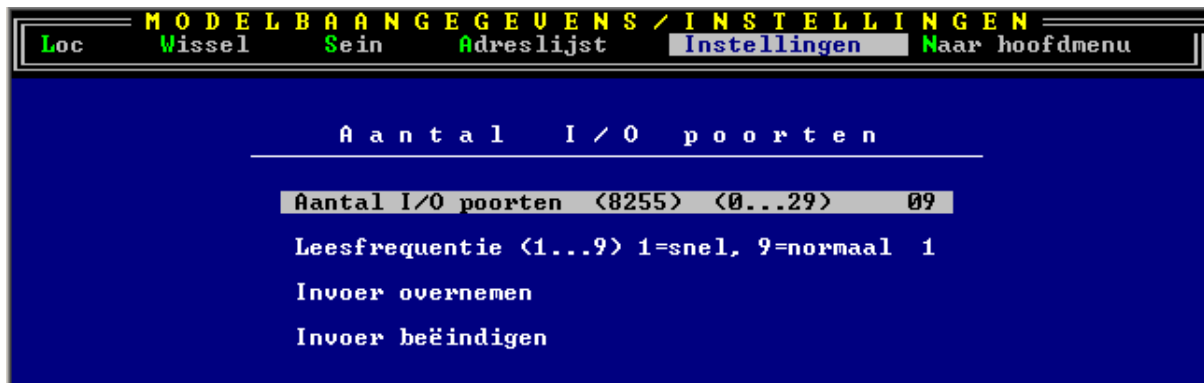 MODELBAANGEGEVENS/INSTELLINGEN
Loc Wissel Sein Adreslijst Instellingen Naar hoofdmenu
Aantal I/O poorten
Aantal I/O poorten (8255) (0...29) 09
Leesfrequentie (1...9) 1=snel, 9=normaal 1
Invoer overnemen
Invoer beëindigen